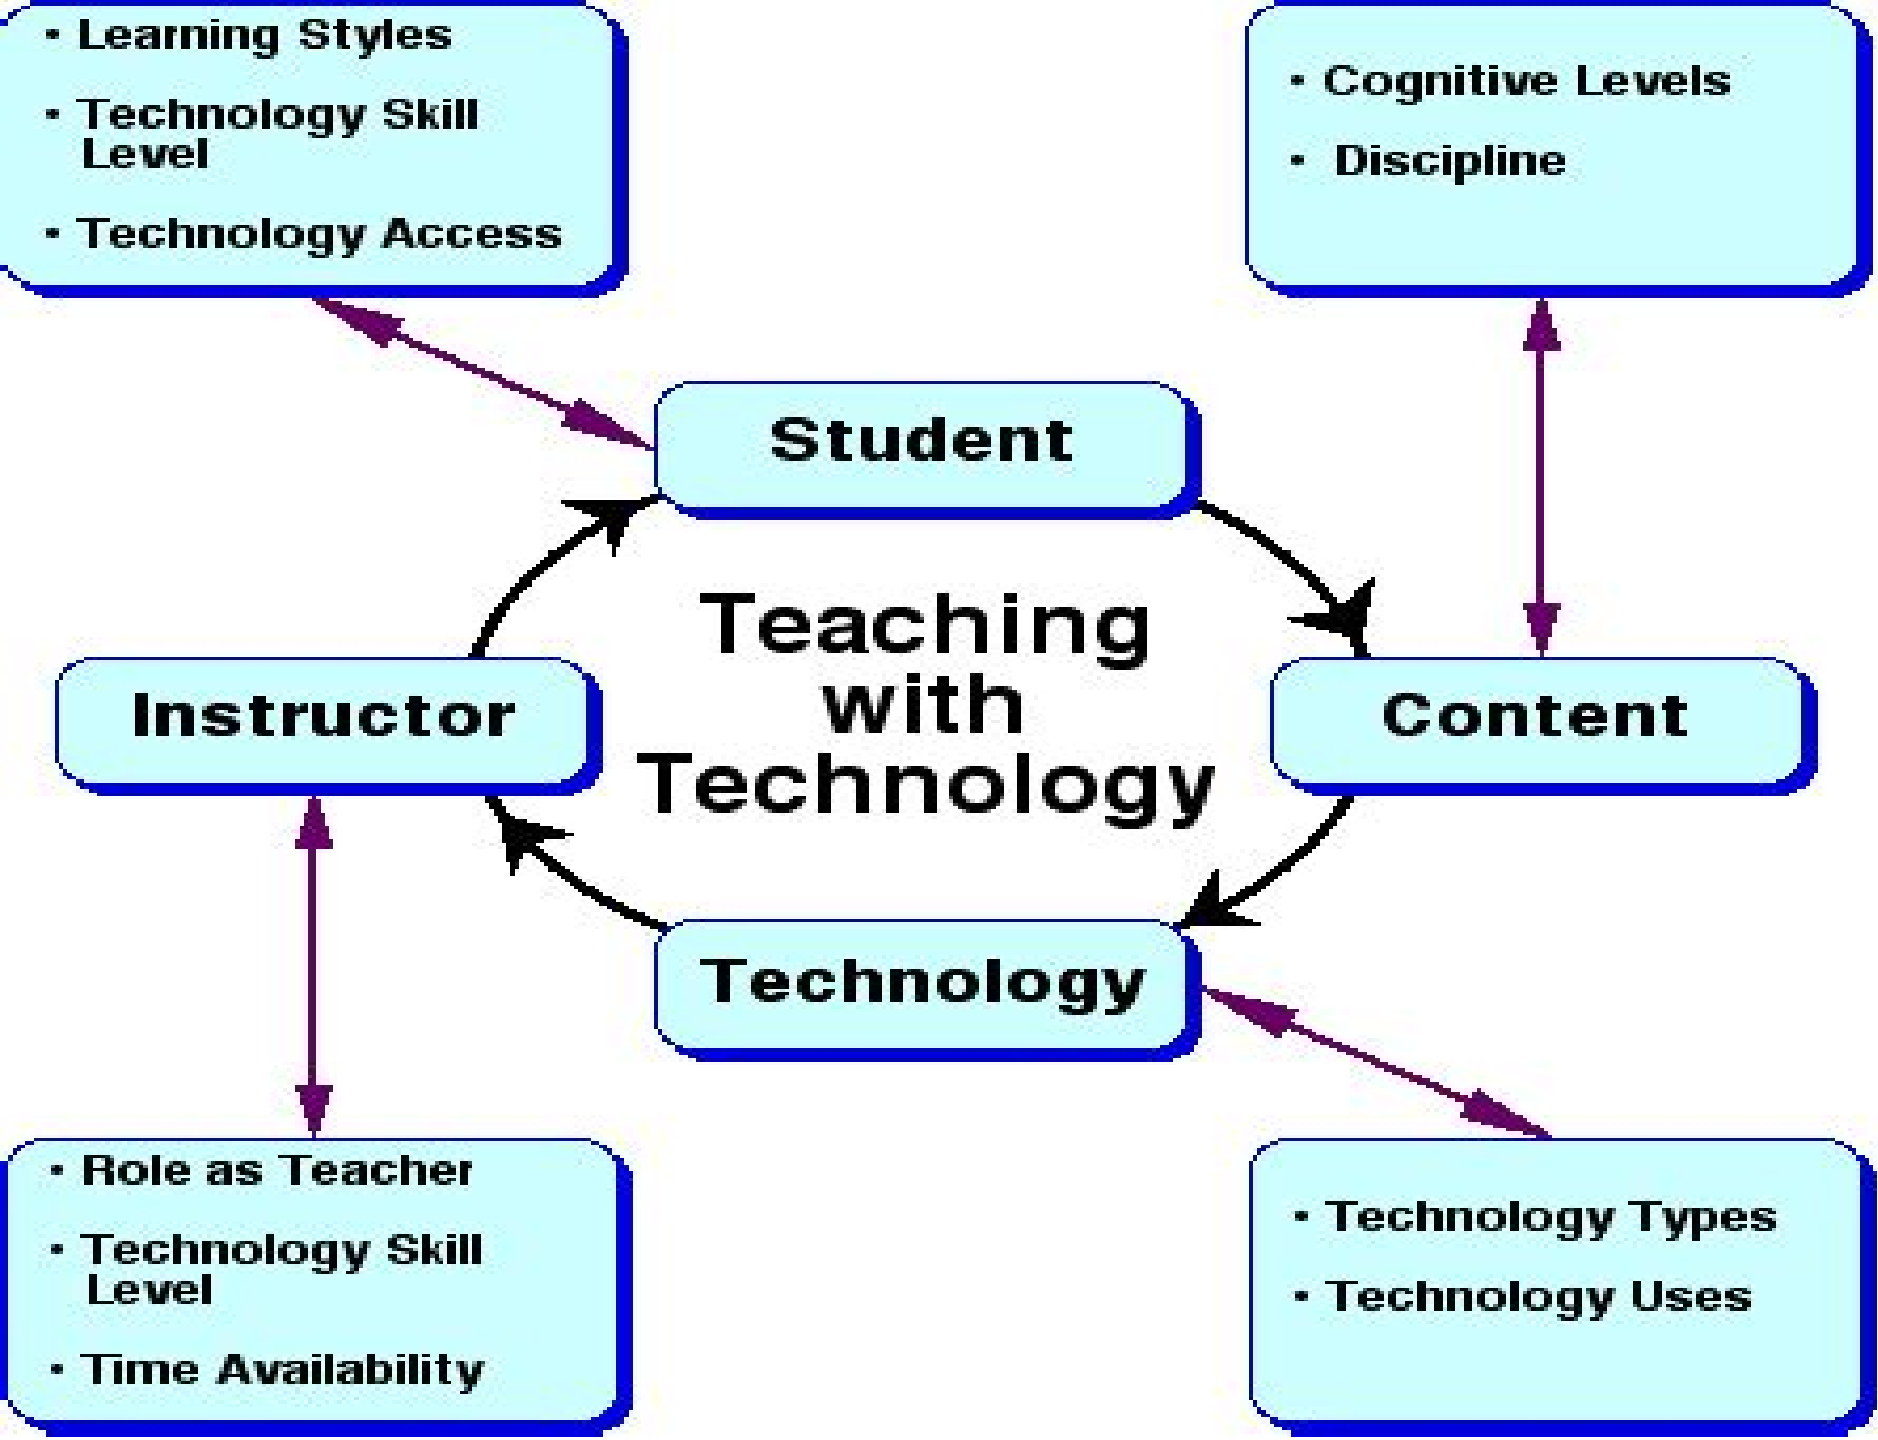 • Learning Styles
• Technology Skill
Level
• Technology Access
• Cognitive Levels
• Discipline
Student
Teaching
with
Technology
Instructor
Content
Technology
• Role as Teacher
• Technology Skill
Level
• Time Availability
• Technology Types
• Technology Uses